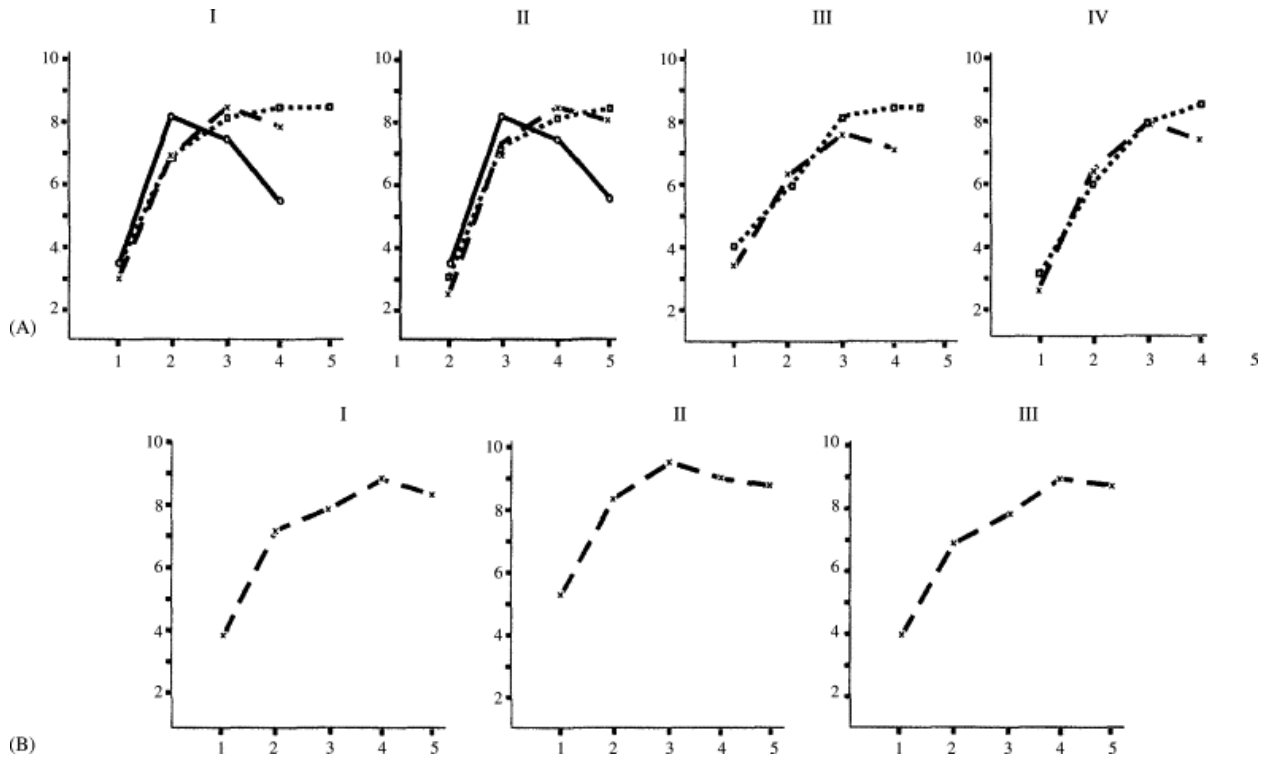 I II III IV
10 10 10 10
8 8 8 8
6 6 6 6
4 4 4 4
2 2 2 2
(A)
1 2 3 4 5 1 2 3 4 5 1 2 3 4 5 1 2 3 4 5
I II III
10 10 10
8 8 8
6 6 6
4 4 4
2 2 2
(B)
1 2 3 4 5 1 2 3 4 5 1 2 3 4 5